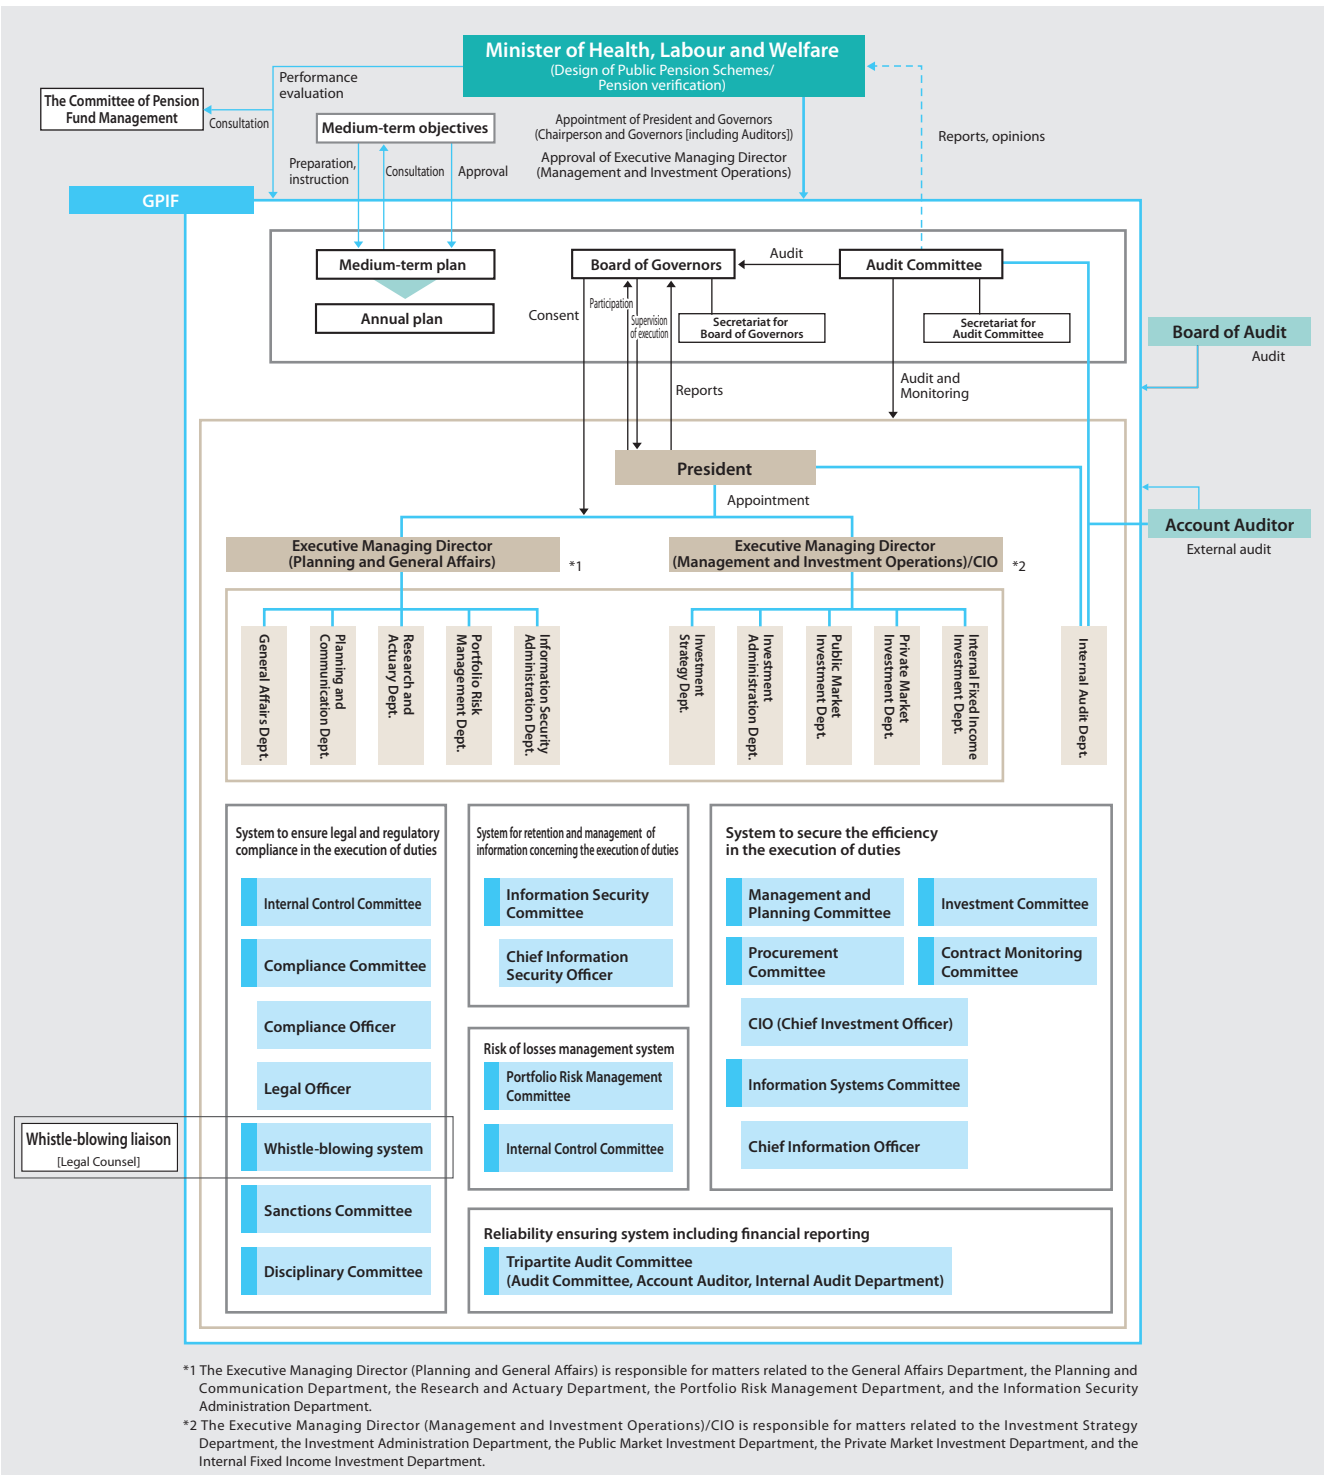 Minister of Health, Labour and Welfare
(Design of Public Pension Schemes/
Pension verification)
Performance
evaluation
The Committee of Pension
Fund Management
Consultation
Medium-term objectives
Appointment of President and Governors
(Chairperson and Governors [including Auditors])
Approval of Executive Managing Director
(Management and Investment Operations)
Reports, opinions
Preparation,
instruction
Consultation
Approval
GPIF
Medium-term plan
Annual plan
Board of Governors
Audit
Audit Committee
Consent
Participation
Supervision
of execution
Secretariat for
Board of Governors
Secretariat for
Audit Committee
Board of Audit
Audit
Reports
Audit and
Monitoring
President
Appointment
Account Auditor
External audit
Executive Managing Director
(Planning and General Affairs)
*1
Executive Managing Director
(Management and Investment Operations)/CIO
*2
General Affairs Dept.
Planning and
Communication Dept.
Research and
Actuary Dept.
Portfolio Risk
Management Dept.
Information Security
Administration Dept.
Investment
Strategy Dept.
Investment
Administration Dept.
Public Market
Investment Dept.
Private Market
Investment Dept.
Internal Fixed Income
Investment Dept.
Internal Audit Dept.
System to ensure legal and regulatory
compliance in the execution of duties
Internal Control Committee
Compliance Committee
Compliance Officer
Legal Officer
Whistle-blowing liaison
[Legal Counsel]
Whistle-blowing system
Sanctions Committee
Disciplinary Committee
System for retention and management of
information concerning the execution of duties
Information Security
Committee
Chief Information
Security Officer
Risk of losses management system
Portfolio Risk Management
Committee
Internal Control Committee
System to secure the efficiency
in the execution of duties
Management and
Planning Committee
Investment Committee
Procurement
Committee
Contract Monitoring
Committee
CIO (Chief Investment Officer)
Information Systems Committee
Chief Information Officer
Reliability ensuring system including financial reporting
Tripartite Audit Committee
(Audit Committee, Account Auditor, Internal Audit Department)
*1 The Executive Managing Director (Planning and General Affairs) is responsible for matters related to the General Affairs Department, the Planning and
Communication Department, the Research and Actuary Department, the Portfolio Risk Management Department, and the Information Security
Administration Department.
*2 The Executive Managing Director (Management and Investment Operations)/CIO is responsible for matters related to the Investment Strategy
Department, the Investment Administration Department, the Public Market Investment Department, the Private Market Investment Department, and the
Internal Fixed Income Investment Department.